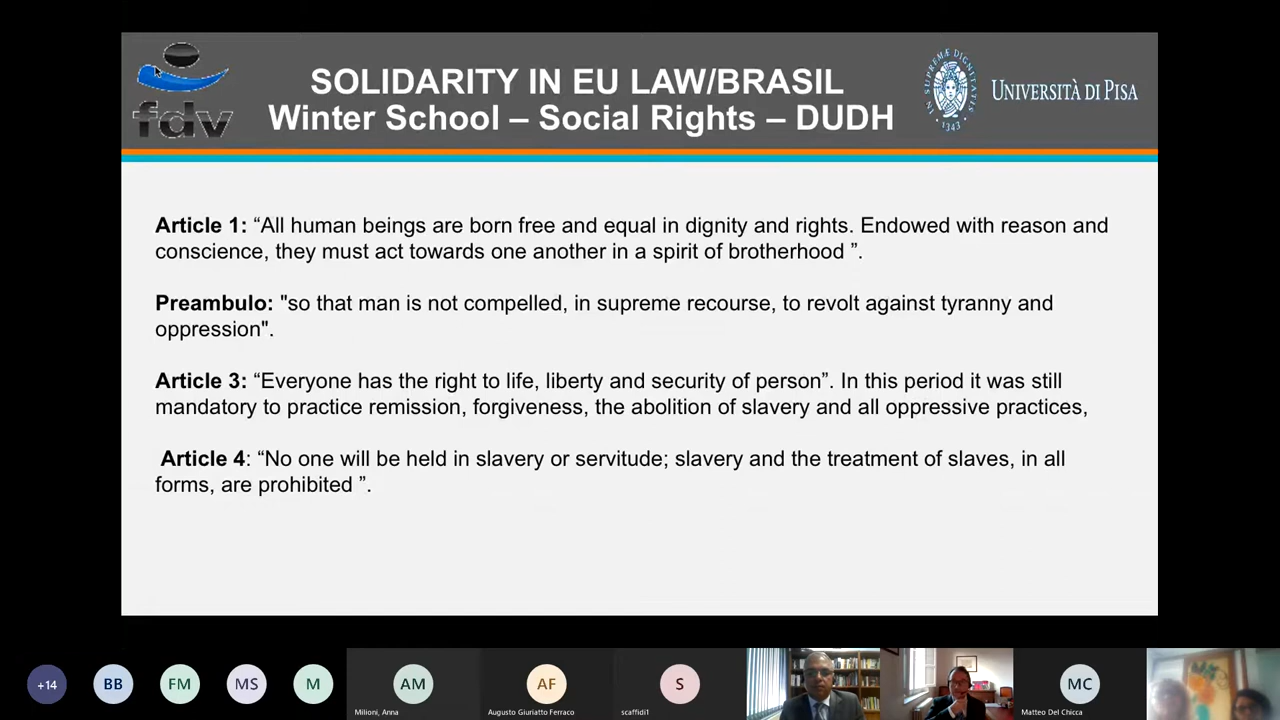 SOLIDARITY IN EU LAW/BRASIL
Winter School – Social Rights – DUDH
fdv
IN SUPREMÆ DIGNITATIS
1343
UNIVERSITÀ DI PISA
Article 1: “All human beings are born free and equal in dignity and rights. Endowed with reason and
conscience, they must act towards one another in a spirit of brotherhood ”.
Preambulo: "so that man is not compelled, in supreme recourse, to revolt against tyranny and
oppression".
Article 3: “Everyone has the right to life, liberty and security of person”. In this period it was still
mandatory to practice remission, forgiveness, the abolition of slavery and all oppressive practices,
Article 4: “No one will be held in slavery or servitude; slavery and the treatment of slaves, in all
forms, are prohibited ”.
+14
BB
FM
MS
M
AM
Milioni, Anna
AF
Augusto Giuriatto Ferraco
S
scaffidi1
MC
Matteo Del Chicca